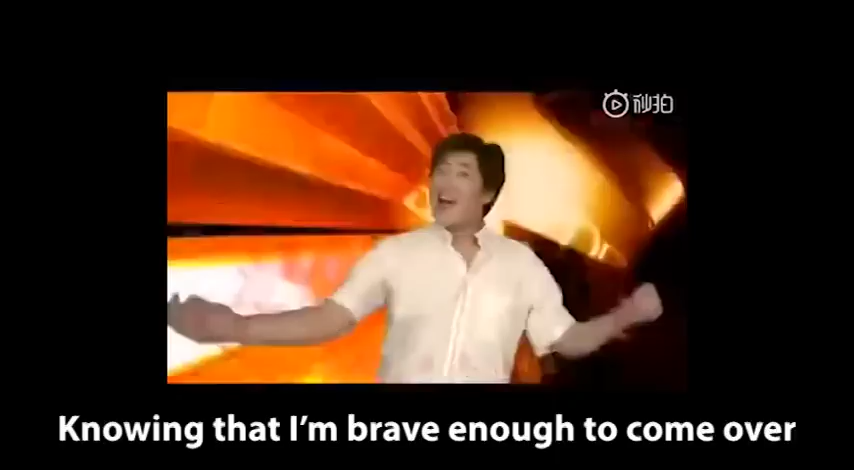 秒拍
Knowing that I'm brave enough to come over